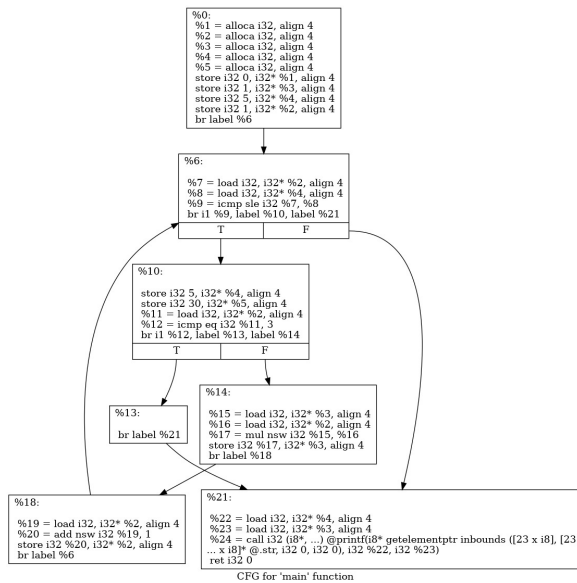 %0:
%1 = alloca i32, align 4
%2 = alloca i32, align 4
%3 = alloca i32, align 4
%4 = alloca i32, align 4
%5 = alloca i32, align 4
store i32 0, i32* %1, align 4
store i32 1, i32* %3, align 4
store i32 5, i32* %4, align 4
store i32 1, i32* %2, align 4
br label %6
%6:
%7 = load i32, i32* %2, align 4
%8 = load i32, i32* %4, align 4
%9 = icmp sle i32 %7, %8
br i1 %9, label %10, label %21
T F
%10:
store i32 5, i32* %4, align 4
store i32 30, i32* %5, align 4
%11 = load i32, i32* %2, align 4
%12 = icmp eq i32 %11, 3
br i1 %12, label %13, label %14
T F
%13:
br label %21
%14:
%15 = load i32, i32* %3, align 4
%16 = load i32, i32* %2, align 4
%17 = mul nsw i32 %15, %16
store i32 %17, i32* %3, align 4
br label %18
%18:
%19 = load i32, i32* %2, align 4
%20 = add nsw i32 %19, 1
store i32 %20, i32* %2, align 4
br label %6
%21:
%22 = load i32, i32* %4, align 4
%23 = load i32, i32* %3, align 4
%24 = call i32 (i8*, ...) @printf(i8* getelementptr inbounds ([23 x i8], [23
... x i8]* @.str, i32 0, i32 0), i32 %22, i32 %23)
ret i32 0
CFG for 'main' function